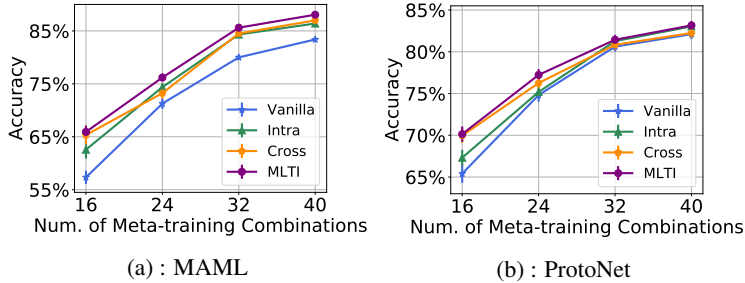 85%
75%
65%
55%
Accuracy
Vanilla
Intra
Cross
MLTI
16 24 32 40
Num. of Meta-training Combinations
(a) : MAML
85%
80%
75%
70%
65%
Accuracy
Vanilla
Intra
Cross
MLTI
16 24 32 40
Num. of Meta-training Combinations
(b) : ProtoNet